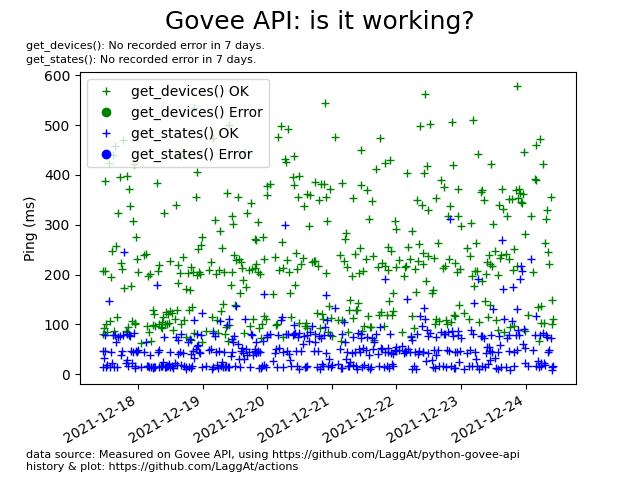 Govee API: is it working?
get_devices(): No recorded error in 7 days.
get_states(): No recorded error in 7 days.
get_devices() OK
get_devices() Error
get_states() OK
get_states() Error
Ping (ms)
600
500
400
300
200
100
0
2021-12-18
2021-12-19
2021-12-20
2021-12-21
2021-12-22
2021-12-23
2021-12-24
data source: Measured on Govee API, using https://github.com/LaggAt/python-govee-api
history & plot: https://github.com/LaggAt/actions